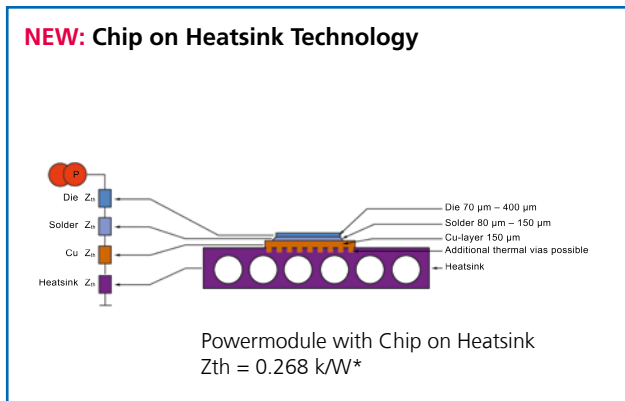 NEW: Chip on Heatsink Technology
P
Die Zth
Solder Zth
Cu Zth
Heatsink Zth
Die 70 µm – 400 µm
Solder 80 µm – 150 µm
Cu-layer 150 µm
Additional thermal vias possible
Heatsink
Powermodule with Chip on Heatsink
Zth = 0.268 k/W*